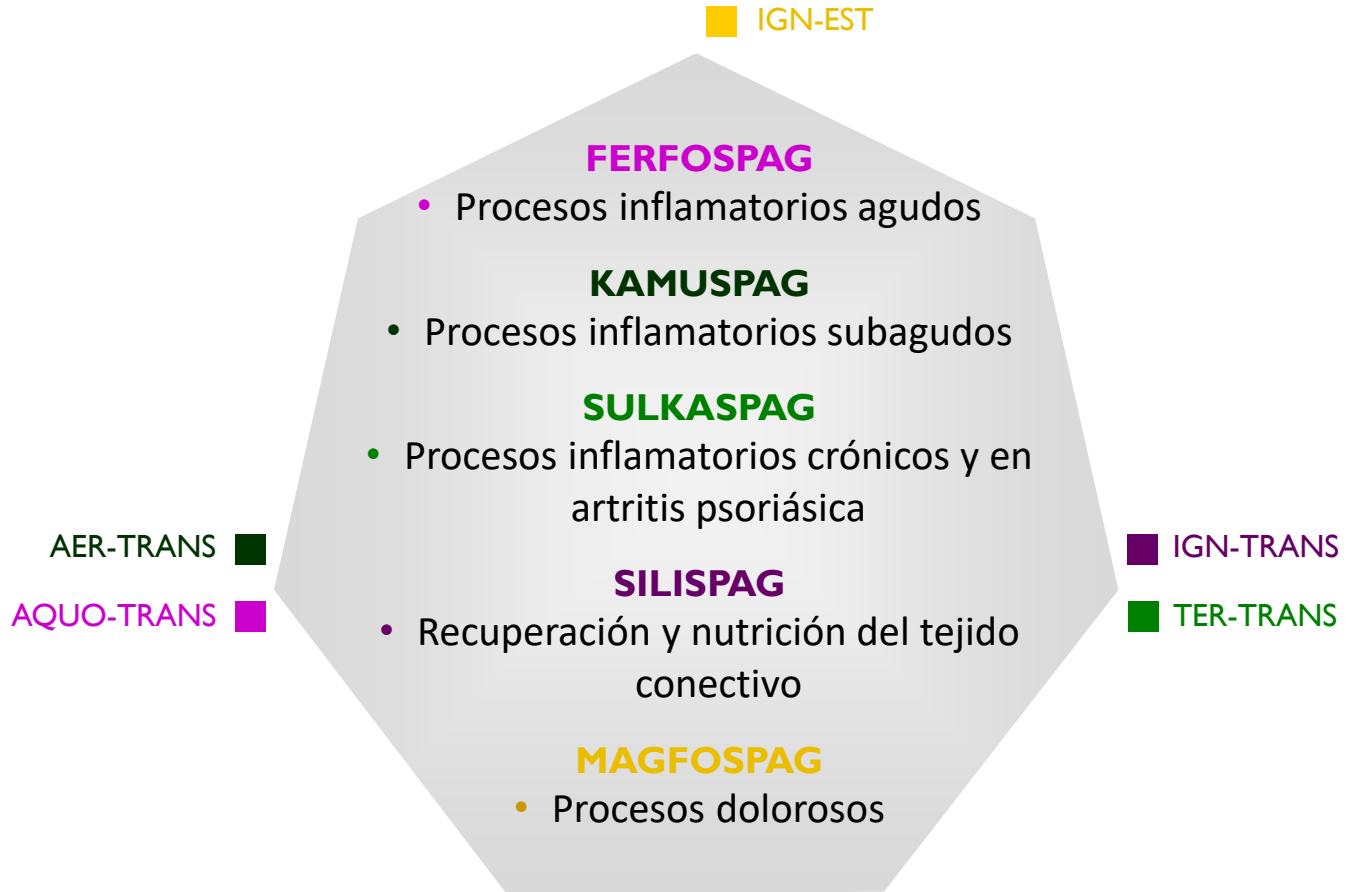 IGN-EST
FERFOSPAG
• Procesos inflamatorios agudos
KAMUSPAG
• Procesos inflamatorios subagudos
SULKASPAG
• Procesos inflamatorios crónicos y en
artritis psoriásica
AER-TRANS
IGN-TRANS
SILISPAG
AQUO-TRANS
TER-TRANS
• Recuperación y nutrición del tejido
conectivo
MAGFOSPAG
• Procesos dolorosos